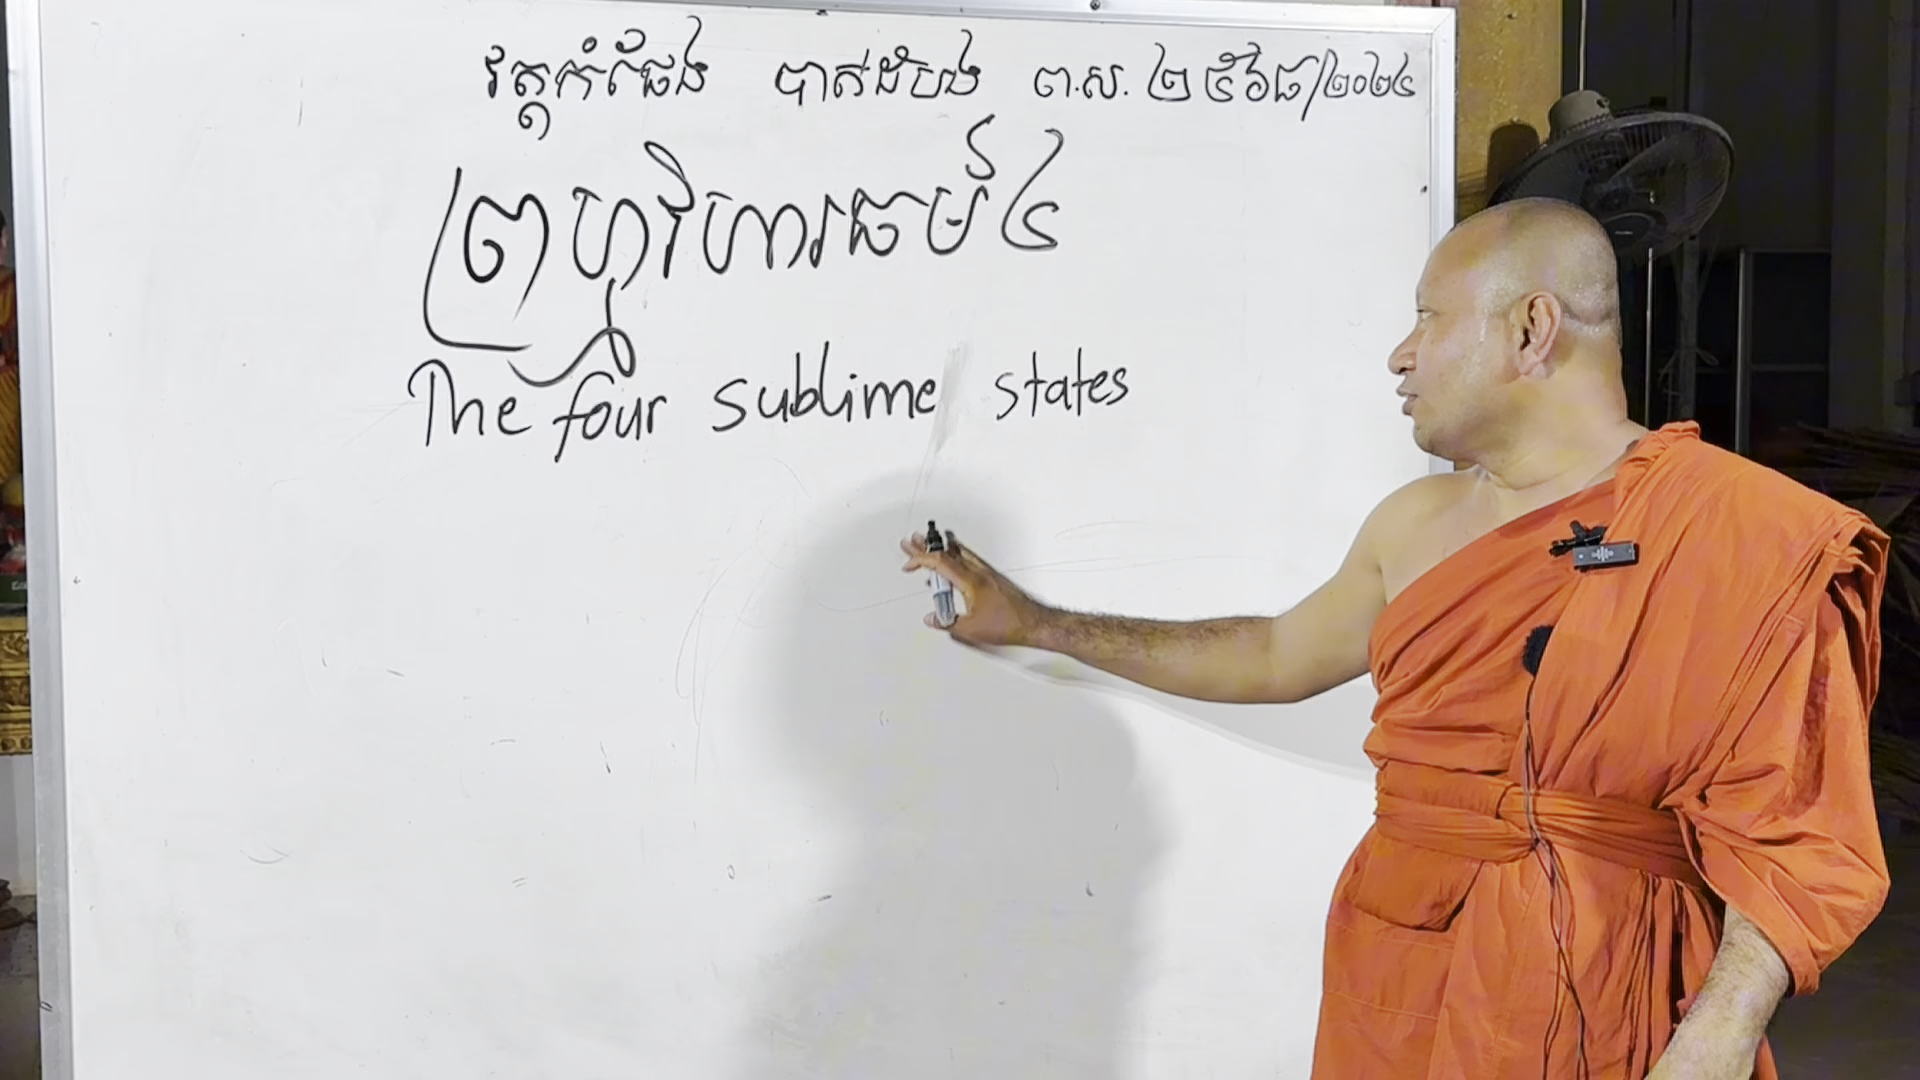 វត្តកំផែង បាត់ដំបង ព.ស. ២៥៦៨/២០២៤
ព្រហ្មវិហារធម៌៤
The four sublime states